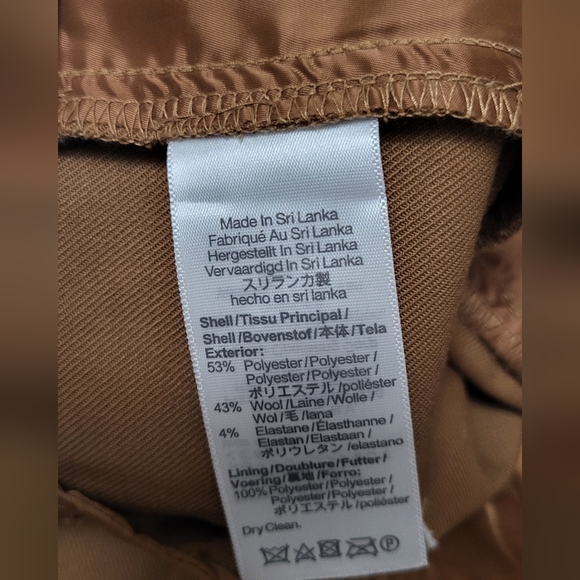 Made In Sri Lanka
Fabriqué Au Sri Lanka
Hergestellt In Sri Lanka
Vervaardigd In Sri Lanka
スリランカ製
hecho en sri lanka
Shell/Tissu Principal/
Shell/Bovenstof/本体/Tela
Exterior:
53% Polyester/Polyester/
Polyester/Polyester/
ポリエステル/poliéster
43% Wool/Laine/Wolle/
Wol/毛/lana
4% Elastane/Élasthanne/
Elastan/Elastaan/
ポリウレタン/elastano
Lining/Doublure/Futter/
Voering/裏地/Forro:
100% Polyester/Polyester/
Polyester/Polyester/
ポリエステル/poliéster
Dry Clean.
P